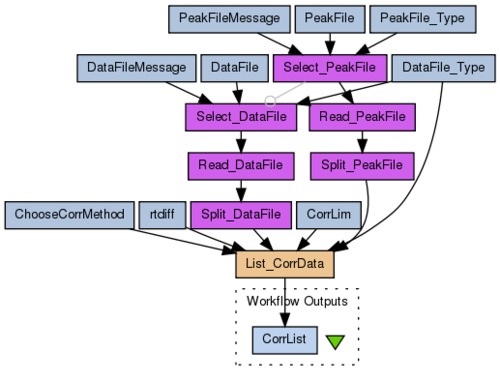 PeakFileMessage PeakFile PeakFile_Type
DataFileMessage DataFile Select_PeakFile DataFile_Type
Select_DataFile Read_PeakFile
Read_DataFile Split_PeakFile
ChooseCorrMethod rtdiff Split_DataFile CorrLim
List_CorrData
Workflow Outputs
CorrList